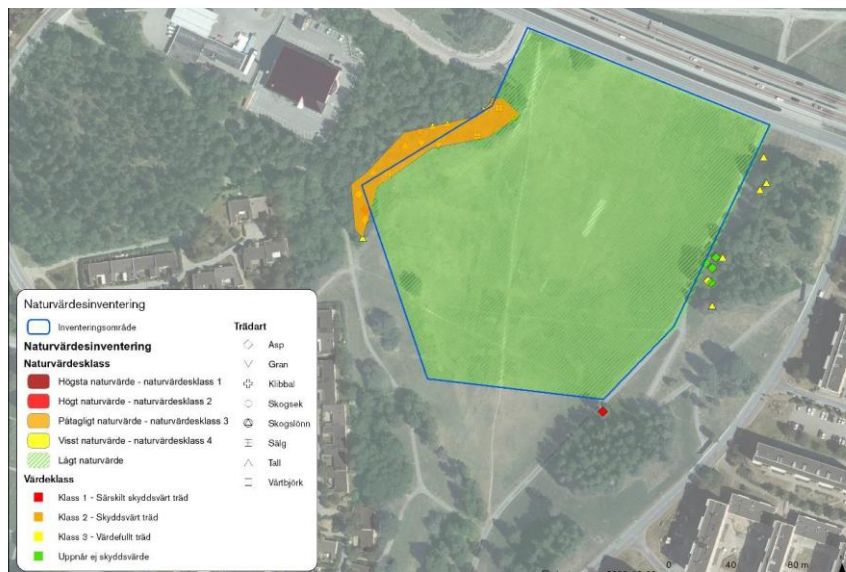 Naturvärdesinventering
Inventeringsområde
Naturvärdesinventering
Naturvärdesklass
Högsta naturvärde - naturvärdesklass 1
Högt naturvärde - naturvärdesklass 2
Påtagligt naturvärde - naturvärdesklass 3
Visst naturvärde - naturvärdesklass 4
Lågt naturvärde
Värdeklass
Klass 1 - Särskilt skyddsvärt träd
Klass 2 - Skyddsvärt träd
Klass 3 - Värdefullt träd
Uppnår ej skyddsvärde
Trädart
Asp
Gran
Klibbal
Skogsek
Skogslönn
Sälg
Tall
Vårtbjörk
0 40 80 m